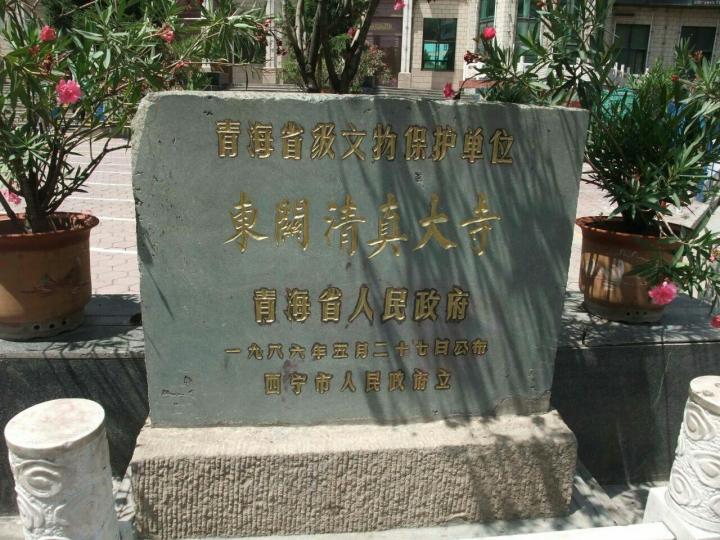 青海省级文物保护单位
東關清真大寺
青海省人民政府
一九八六年五月二十七日公布
西宁市人民政府立